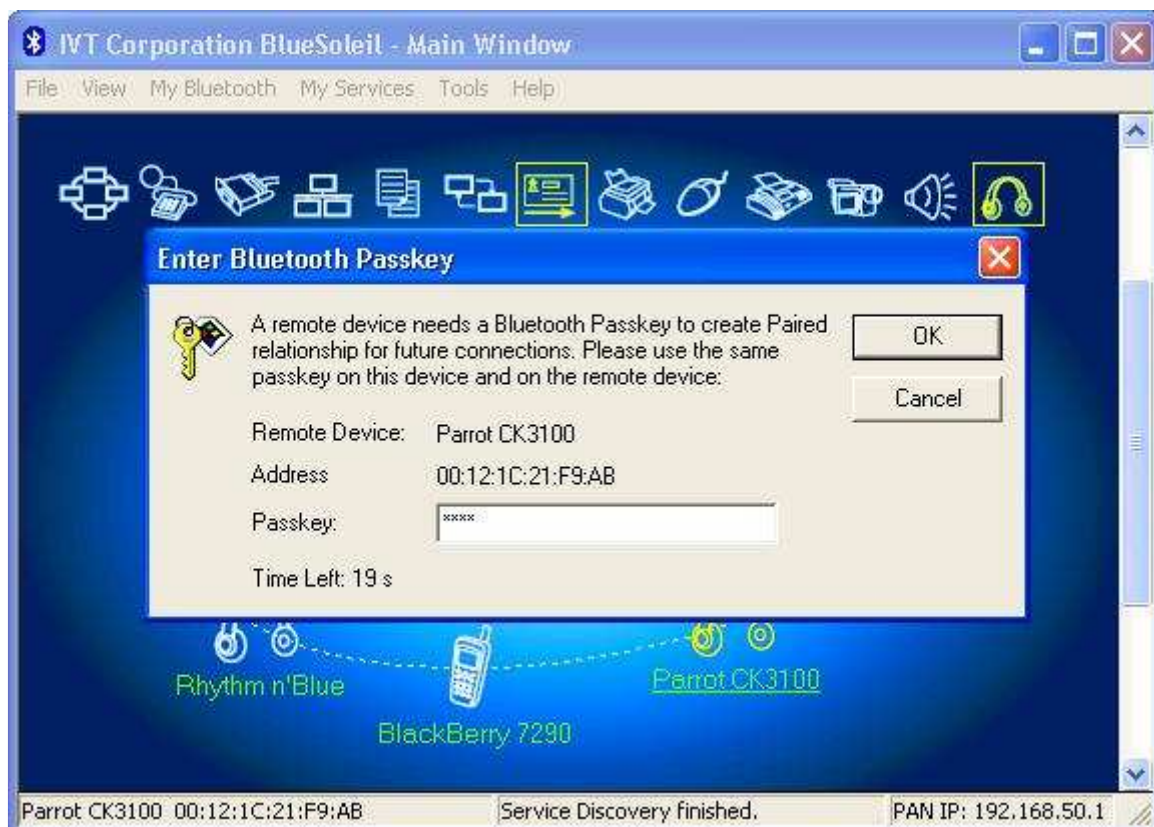 IVT Corporation BlueSoleil - Main Window
File View My Bluetooth My Services Tools Help
Enter Bluetooth Passkey
A remote device needs a Bluetooth Passkey to create Paired
relationship for future connections. Please use the same
passkey on this device and on the remote device:
OK
Cancel
Remote Device: Parrot CK3100
Address 00:12:1C:21:F9:AB
Passkey: ****
Time Left: 19 s
Rhythm n'Blue
Parrot CK3100
BlackBerry 7290
Parrot CK3100 00:12:1C:21:F9:AB Service Discovery finished. PAN IP: 192.168.50.1